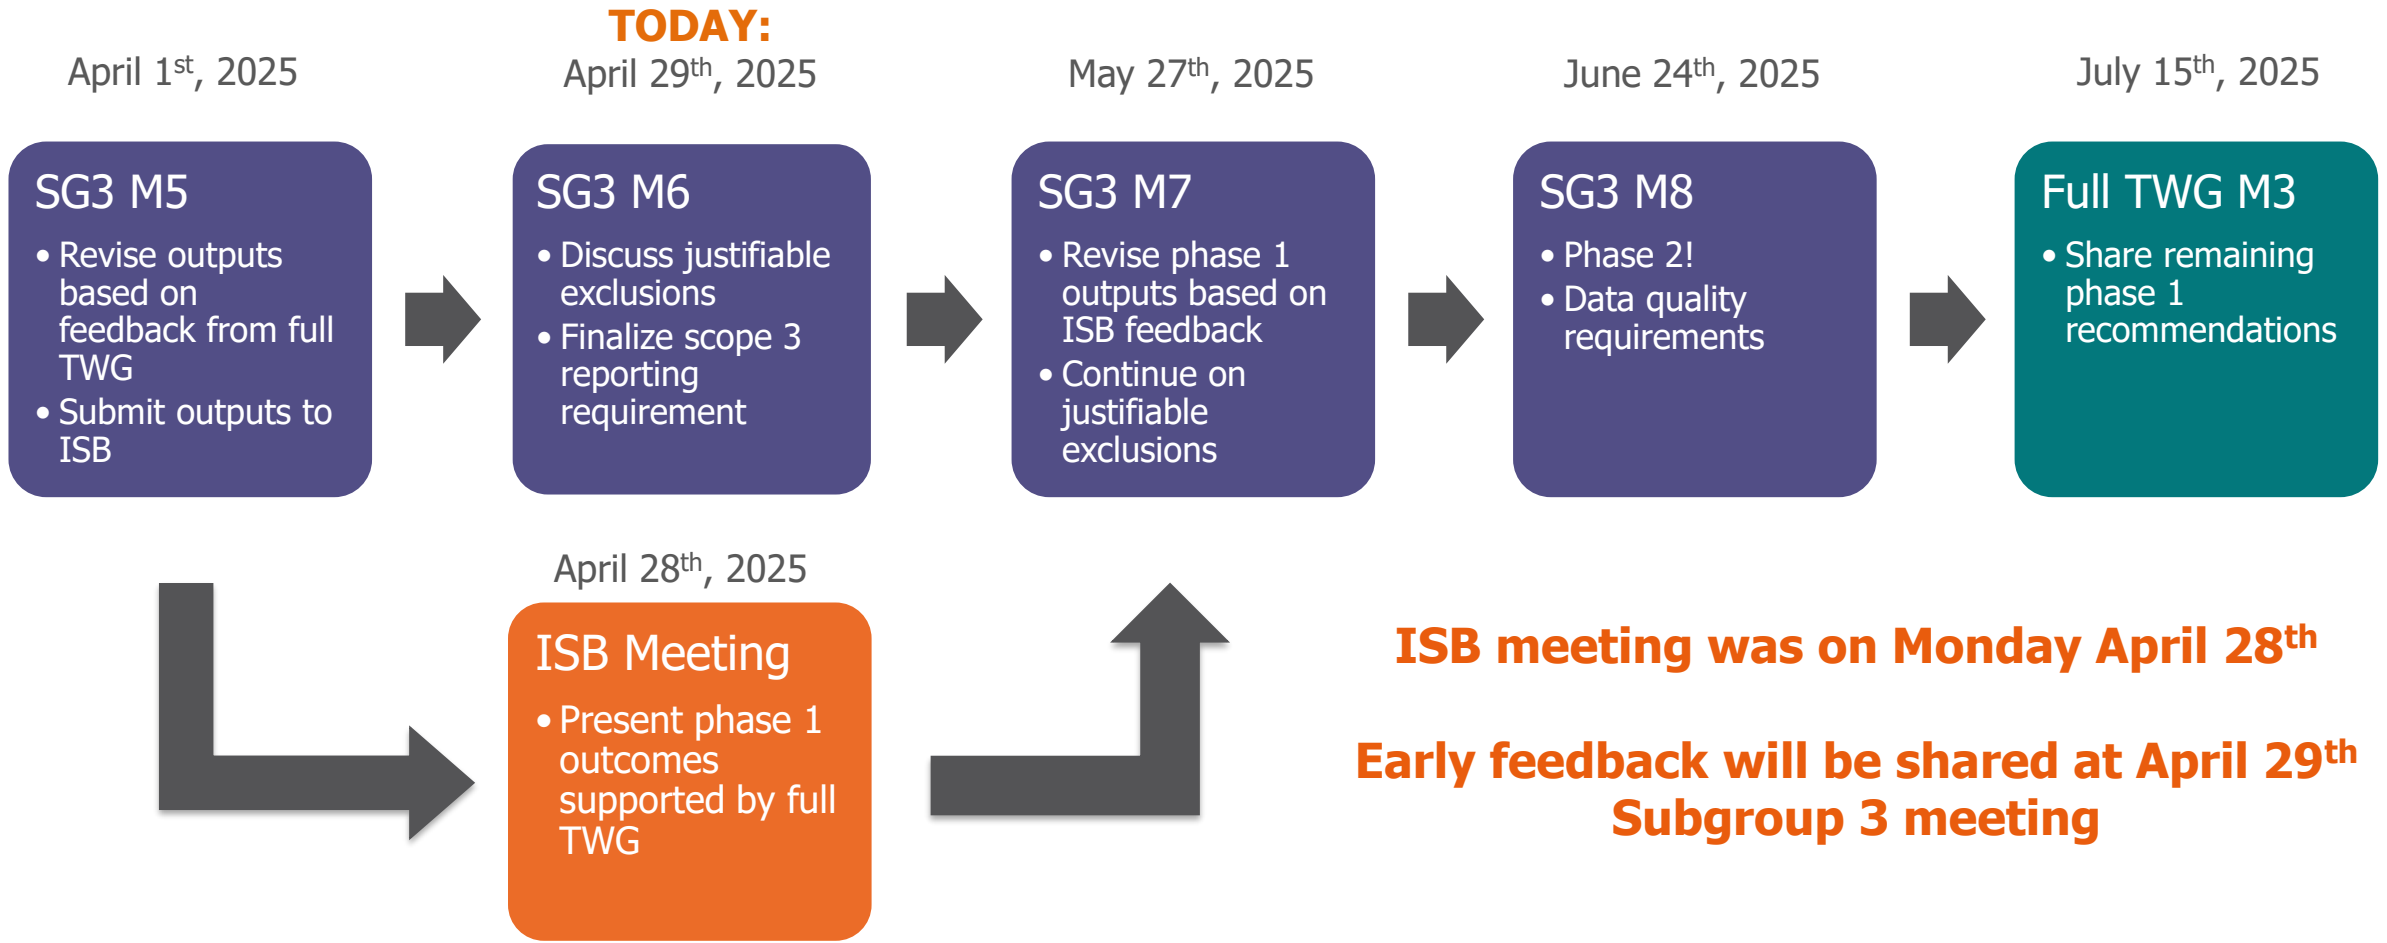 TODAY:
April 1st, 2025
April 29th, 2025
May 27th, 2025
June 24th, 2025
July 15th, 2025
SG3 M5
• Revise outputs
based on
feedback from full
TWG
• Submit outputs to
ISB
SG3 M6
• Discuss justifiable
exclusions
• Finalize scope 3
reporting
requirement
SG3 M7
• Revise phase 1
outputs based on
ISB feedback
• Continue on
justifiable
exclusions
SG3 M8
• Phase 2!
• Data quality
requirements
Full TWG M3
• Share remaining
phase 1
recommendations
April 28th, 2025
ISB Meeting
• Present phase 1
outcomes
supported by full
TWG
ISB meeting was on Monday April 28th
Early feedback will be shared at April 29th
Subgroup 3 meeting